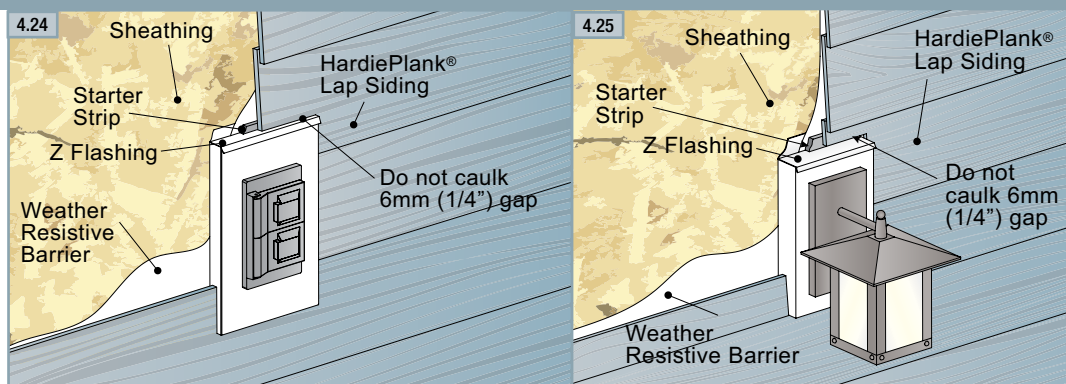 4.24
Sheathing
HardiePlank®
Lap Siding
Starter
Strip
Z Flashing
Do not caulk
6mm (1/4”) gap
Weather
Resistive
Barrier
4.25
Sheathing
HardiePlank®
Lap Siding
Starter
Strip
Z Flashing
Do not
caulk 6mm
(1/4”) gap
Weather
Resistive Barrier